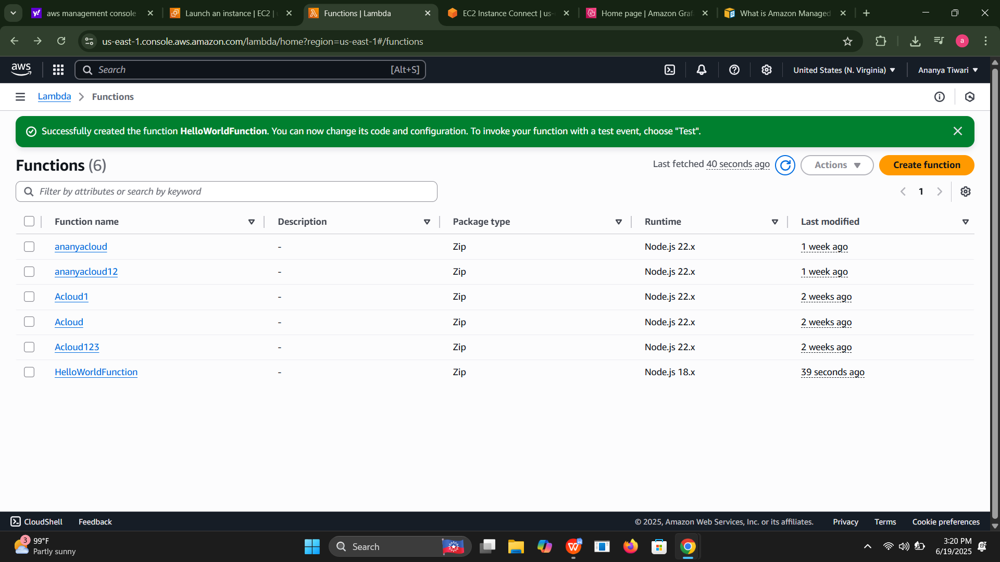 aws management console
Launch an instance | EC2 |
Functions | Lambda
EC2 Instance Connect | us-
Home page | Amazon Graf
What is Amazon Managed
us-east-1.console.aws.amazon.com/lambda/home?region=us-east-1#/functions
a
aws
Search
[Alt+S]
United States (N. Virginia)
Ananya Tiwari
Lambda
Functions
Successfully created the function HelloWorldFunction. You can now change its code and configuration. To invoke your function with a test event, choose "Test".
Functions (6)
Last fetched 40 seconds ago
Actions
Create function
Filter by attributes or search by keyword
1
Function name Description Package type Runtime Last modified
ananyacloud - Zip Node.js 22.x 1 week ago
ananyacloud12 - Zip Node.js 22.x 1 week ago
Acloud1 - Zip Node.js 22.x 2 weeks ago
Acloud - Zip Node.js 22.x 2 weeks ago
Acloud123 - Zip Node.js 22.x 2 weeks ago
HelloWorldFunction - Zip Node.js 18.x 39 seconds ago
CloudShell
Feedback
© 2025, Amazon Web Services, Inc. or its affiliates.
Privacy
Terms
Cookie preferences
3
99°F
Partly sunny
Search
3:20 PM
6/19/2025